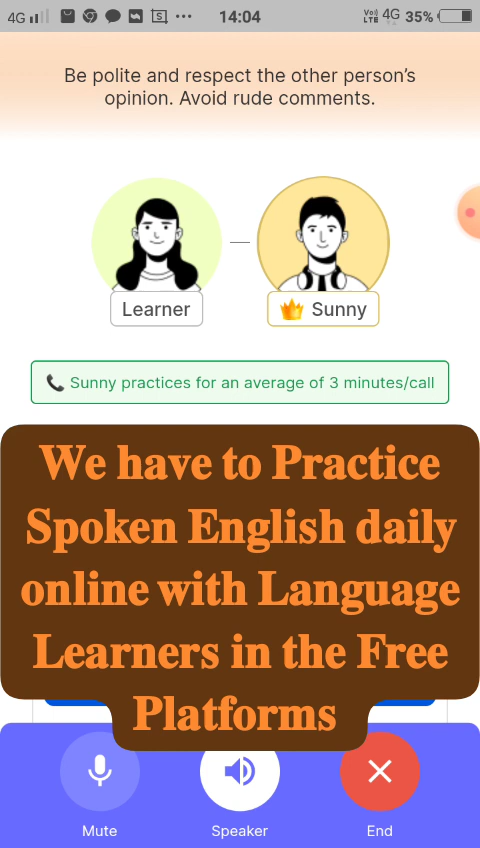 4G 14:04 Vo) LTE 4G 35%
Be polite and respect the other person's
opinion. Avoid rude comments.
Learner Sunny
Sunny practices for an average of 3 minutes/call
We have to Practice
Spoken English daily
online with Language
Learners in the Free
Platforms
Mute Speaker End